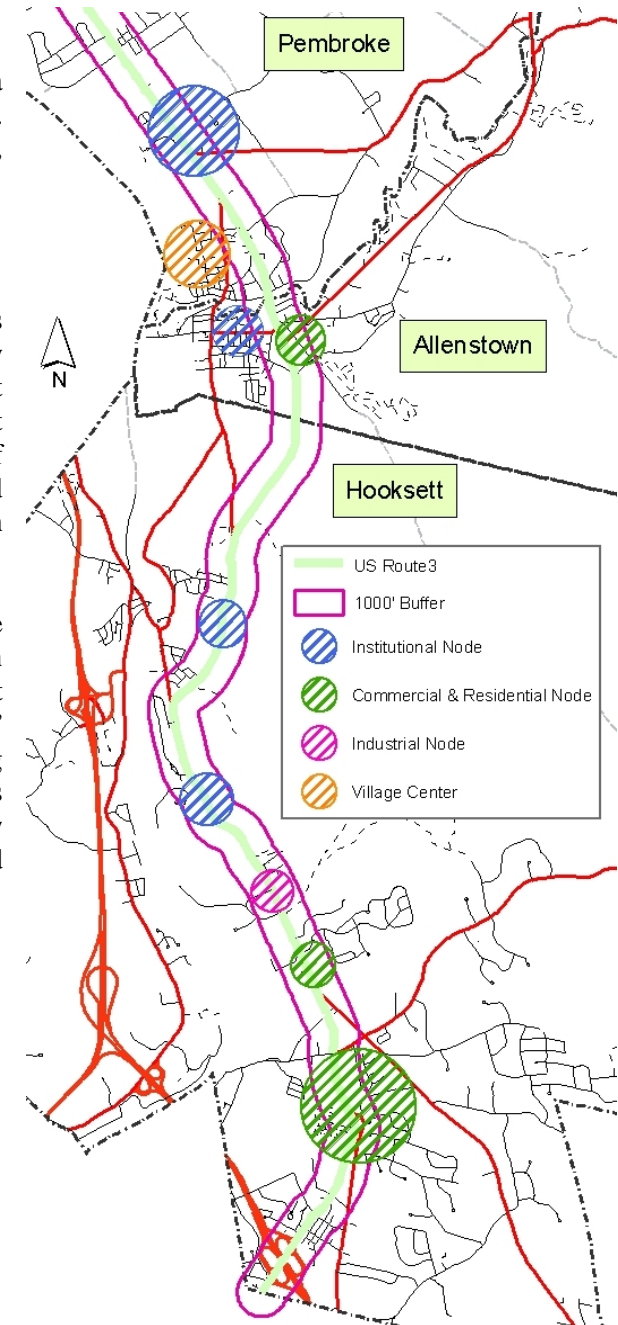 Pembroke
N
Allenstown
Hooksett
US Route3
1000' Buffer
Institutional Node
Commercial & Residential Node
Industrial Node
Village Center